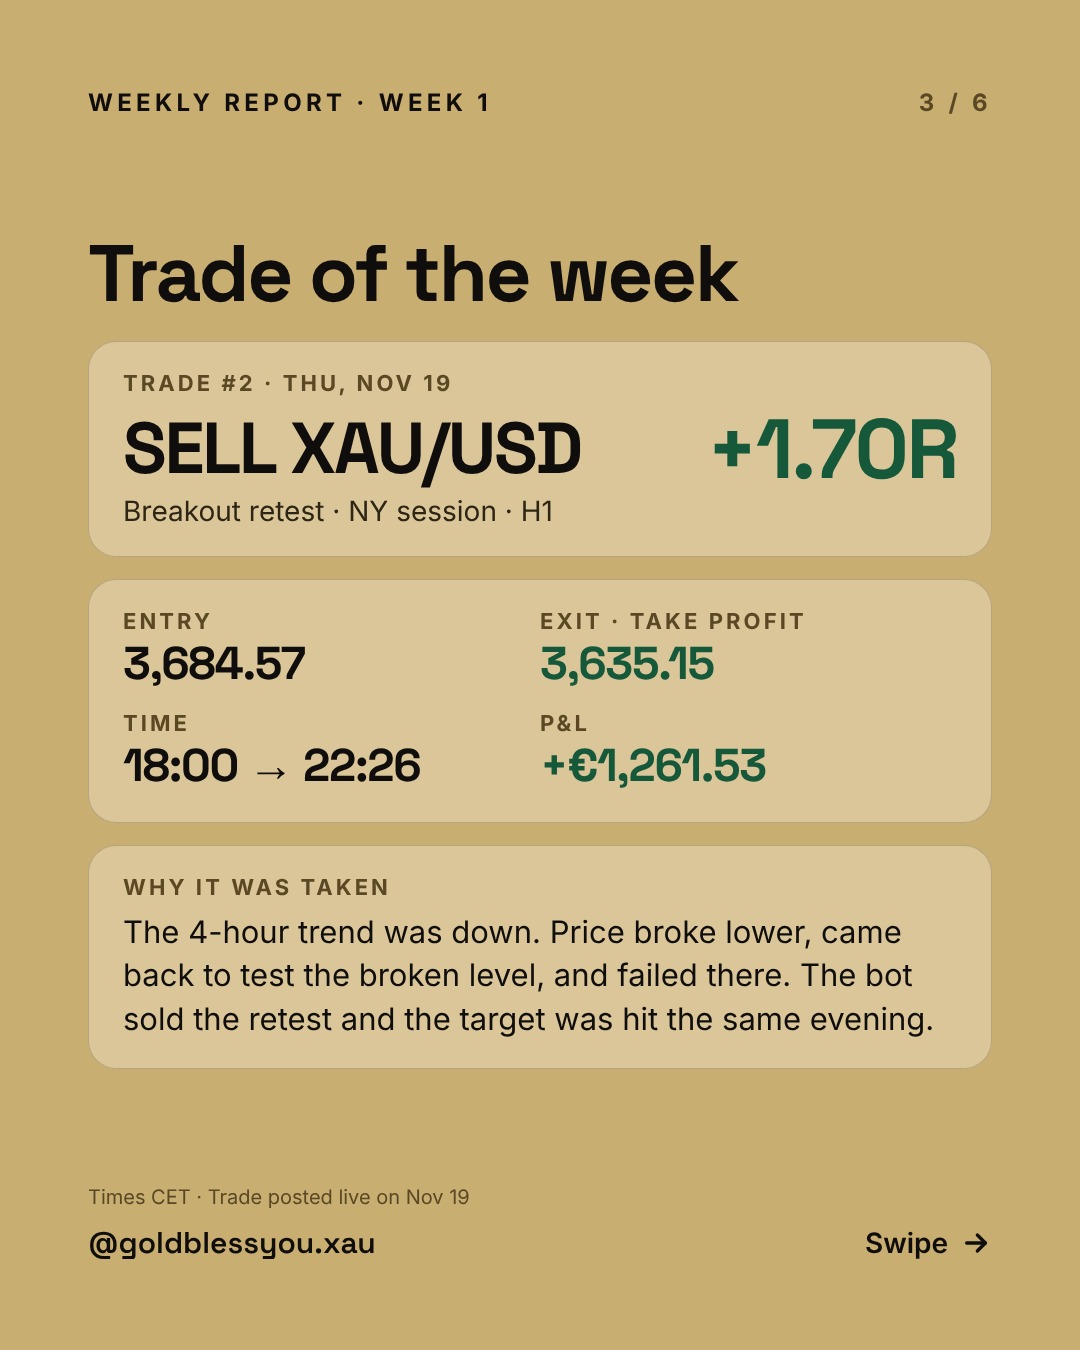 WEEKLY REPORT · WEEK 1
3 / 6
Trade of the week
TRADE #2 · THU, NOV 19
SELL XAU/USD
+1.70R
Breakout retest · NY session · H1
ENTRY
EXIT · TAKE PROFIT
3,684.57
3,635.15
TIME
P&L
18:00 → 22:26
+€1,261.53
WHY IT WAS TAKEN
The 4-hour trend was down. Price broke lower, came
back to test the broken level, and failed there. The bot
sold the retest and the target was hit the same evening.
Times CET · Trade posted live on Nov 19
@goldblessyou.xau
Swipe →